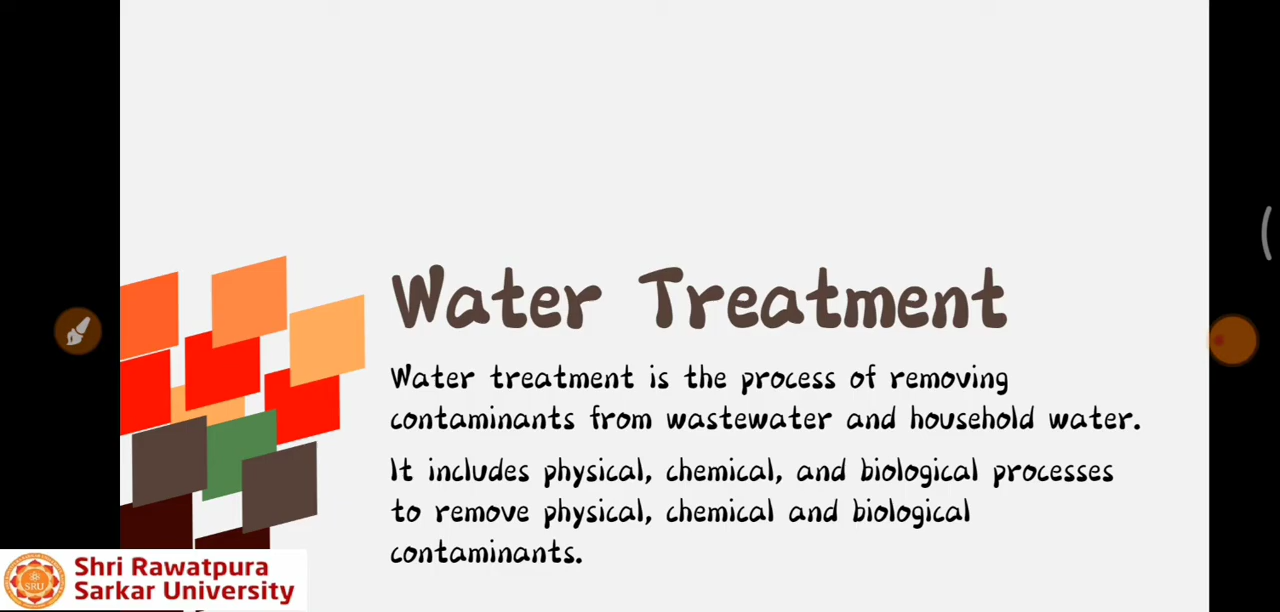 Water Treatment
Water treatment is the process of removing
contaminants from wastewater and household water.
It includes physical, chemical, and biological processes
to remove physical, chemical and biological
contaminants.
SRU
Shri Rawatpura
Sarkar University